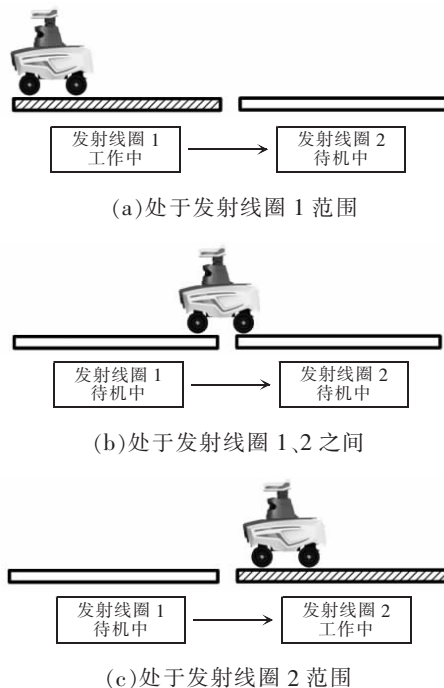 发射线圈 1 发射线圈 2
工作中 待机中
(a)处于发射线圈 1 范围
发射线圈 1 发射线圈 2
待机中 待机中
(b)处于发射线圈 1、2 之间
发射线圈 1 发射线圈 2
待机中 工作中
(c)处于发射线圈 2 范围